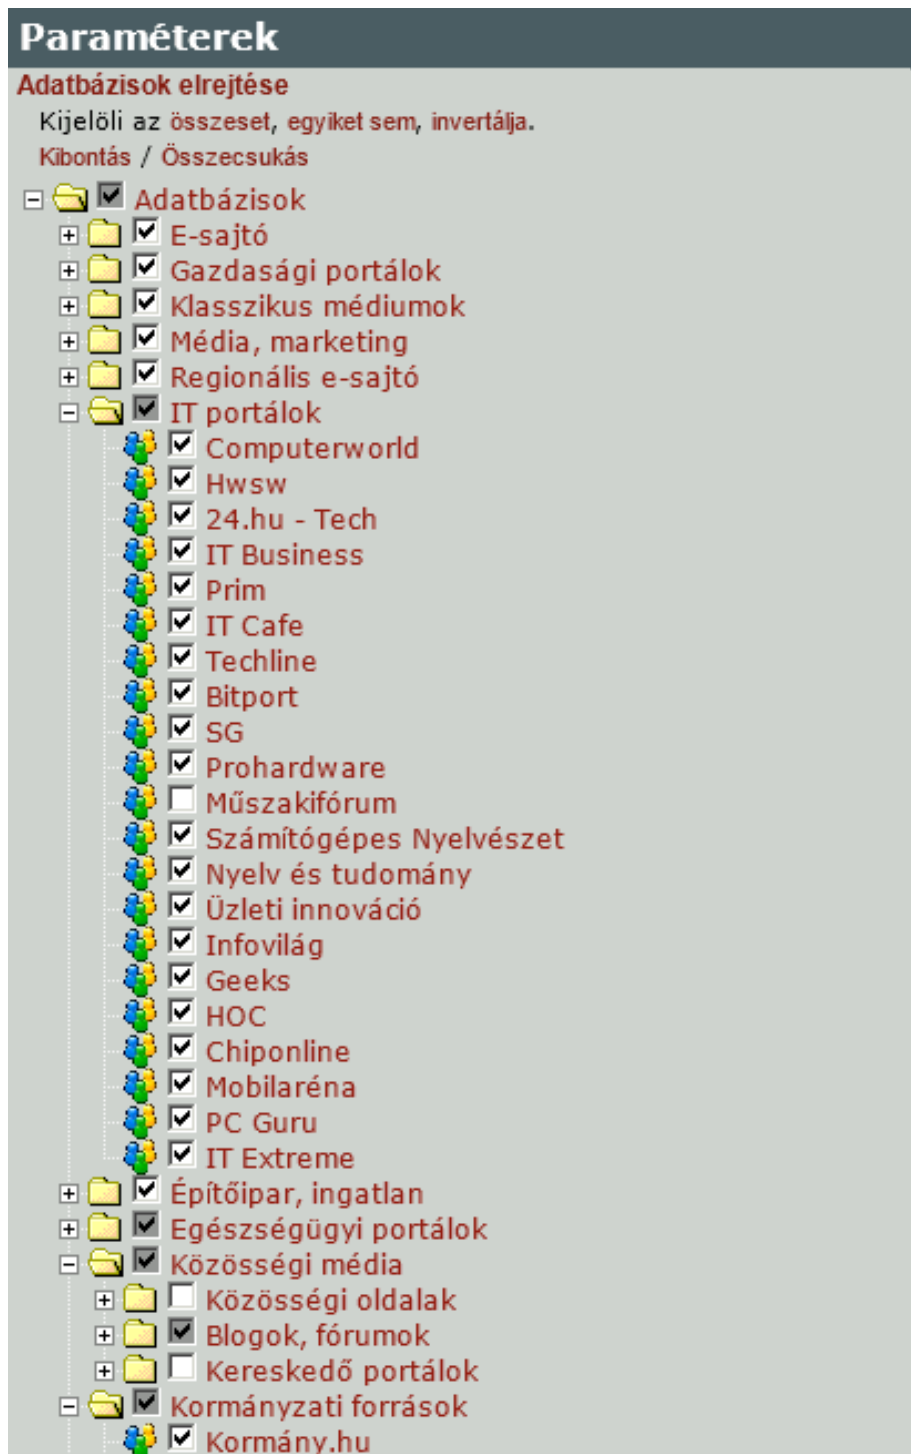 Paraméterek
Adatbázisok elrejtése
Kijelöli az összeset, egyiket sem, invertálja.
Kibontás / Összecsukás
Adatbázisok
E-sajtó
Gazdasági portálok
Klasszikus médiumok
Média, marketing
Regionális e-sajtó
IT portálok
Computerworld
Hwsw
24.hu - Tech
IT Business
Prim
IT Cafe
Techline
Bitport
SG
Prohardware
Műszakifórum
Számítógépes Nyelvészet
Nyelv és tudomány
Üzleti innováció
Infovilág
Geeks
HOC
Chiponline
Mobilaréna
PC Guru
IT Extreme
Építőipar, ingatlan
Egészségügyi portálok
Közösségi média
Közösségi oldalak
Blogok, fórumok
Kereskedő portálok
Kormányzati források
Kormány.hu